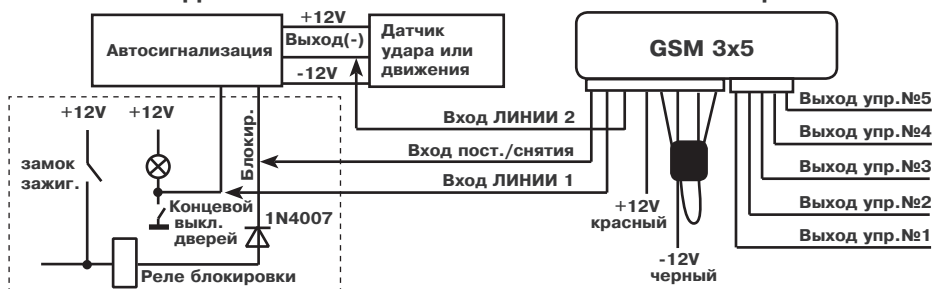 +12V
Автосигнализация
Выход(-)
-12V
Датчик
удара или
движения
GSM 3x5
+12V
+12V
замок
зажиг.
Блокир.
Концевой
выкл.
дверей
1N4007
Реле блокировки
Вход ЛИНИИ 2
Вход пост./снятия
Вход ЛИНИИ 1
+12V
красный
-12V
черный
Выход упр.№5
Выход упр.№4
Выход упр.№3
Выход упр.№2
Выход упр.№1